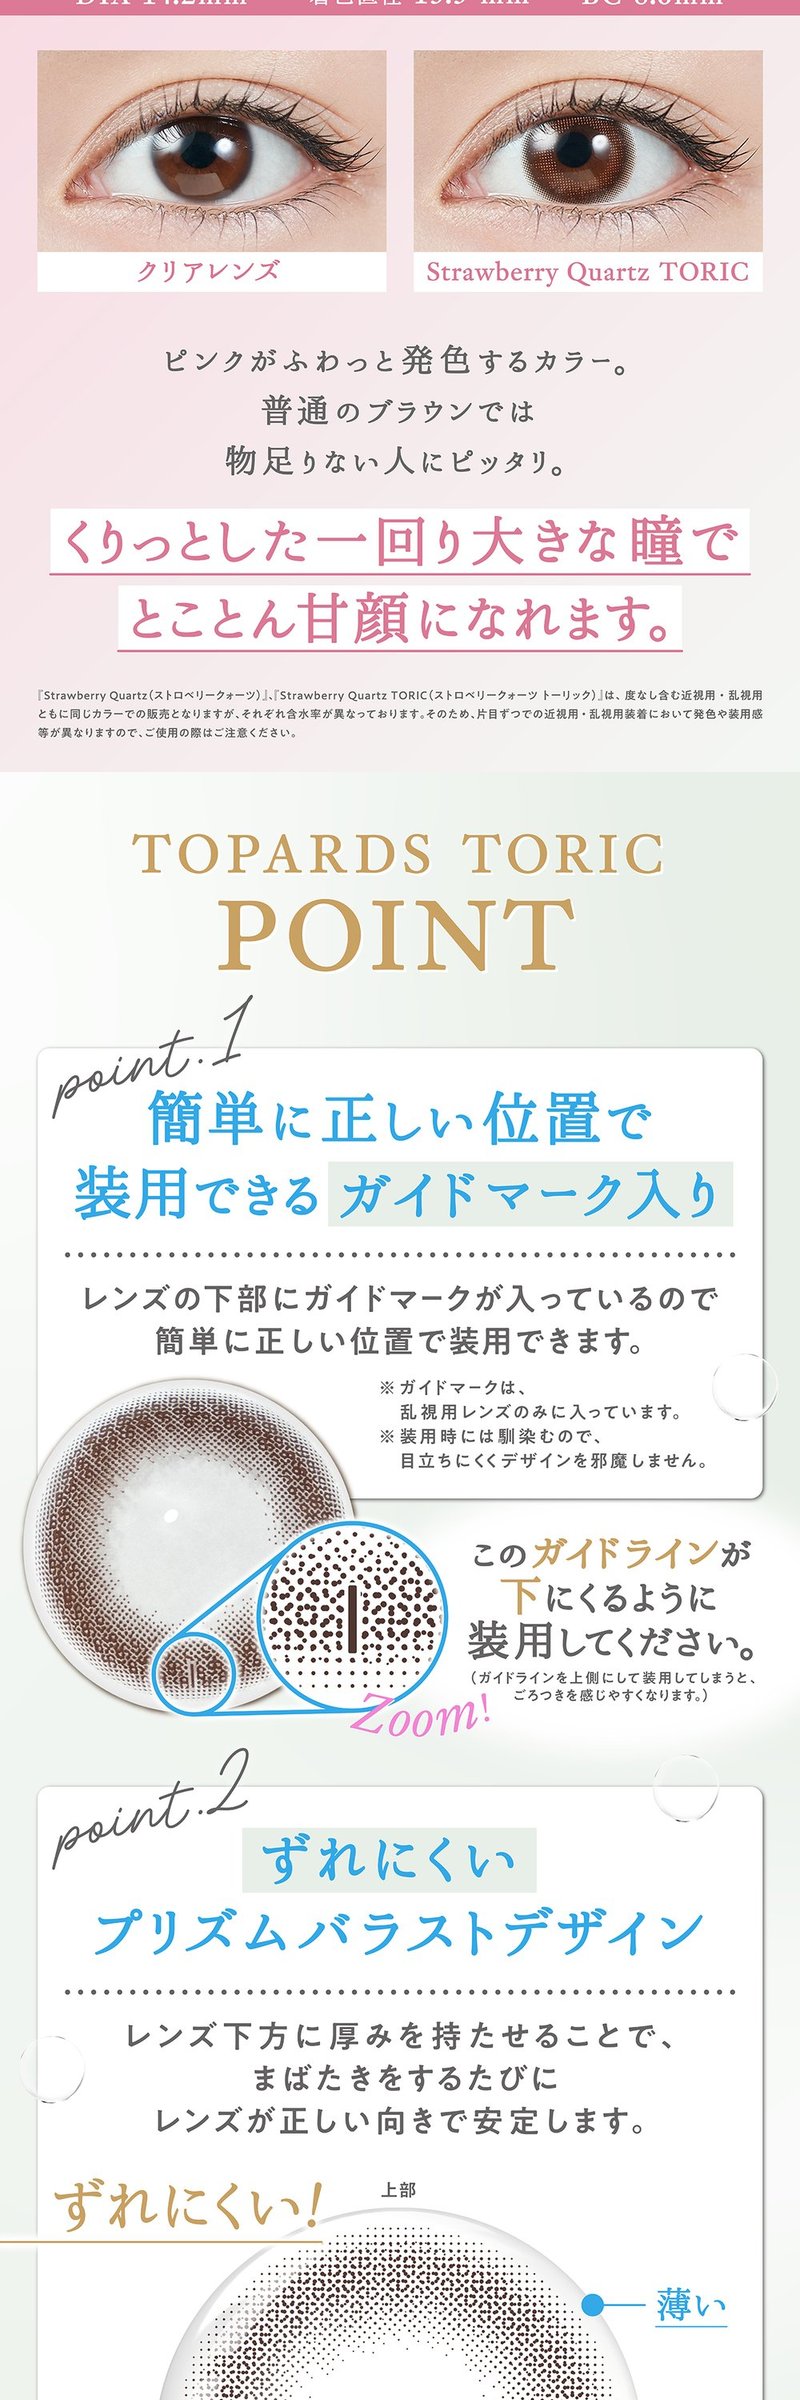 DIA 14.2mm 着色直径 13.5 mm BC 8.6mm
クリアレンズ
Strawberry Quartz TORIC
ピンクがふわっと発色するカラー。
普通のブラウンでは
物足りない人にピッタリ。
くりっとした一回り大きな瞳で
とことん甘顔になれます。
『Strawberry Quartz(ストロベリークォーツ)』、『Strawberry Quartz TORIC(ストロベリークォーツ トーリック)』は、度なし含む近視用・乱視用
ともに同じカラーでの販売となりますが、それぞれ含水率が異なっております。そのため、片目ずつでの近視用・乱視用装着において発色や装用感
等が異なりますので、ご使用の際はご注意ください。
TOPARDS TORIC
POINT
point.1
簡単に正しい位置で
装用できるガイドマーク入り
レンズの下部にガイドマークが入っているので
簡単に正しい位置で装用できます。
※ガイドマークは、
乱視用レンズのみに入っています。
※装用時には馴染むので、
目立ちにくくデザインを邪魔しません。
このガイドラインが
下にくるように
装用してください。
(ガイドラインを上側にして装用してしまうと、
ごろつきを感じやすくなります。)
Zoom!
point.2
ずれにくい
プリズムバラストデザイン
レンズ下方に厚みを持たせることで、
まばたきをするたびに
レンズが正しい向きで安定します。
ずれにくい!
上部
薄い